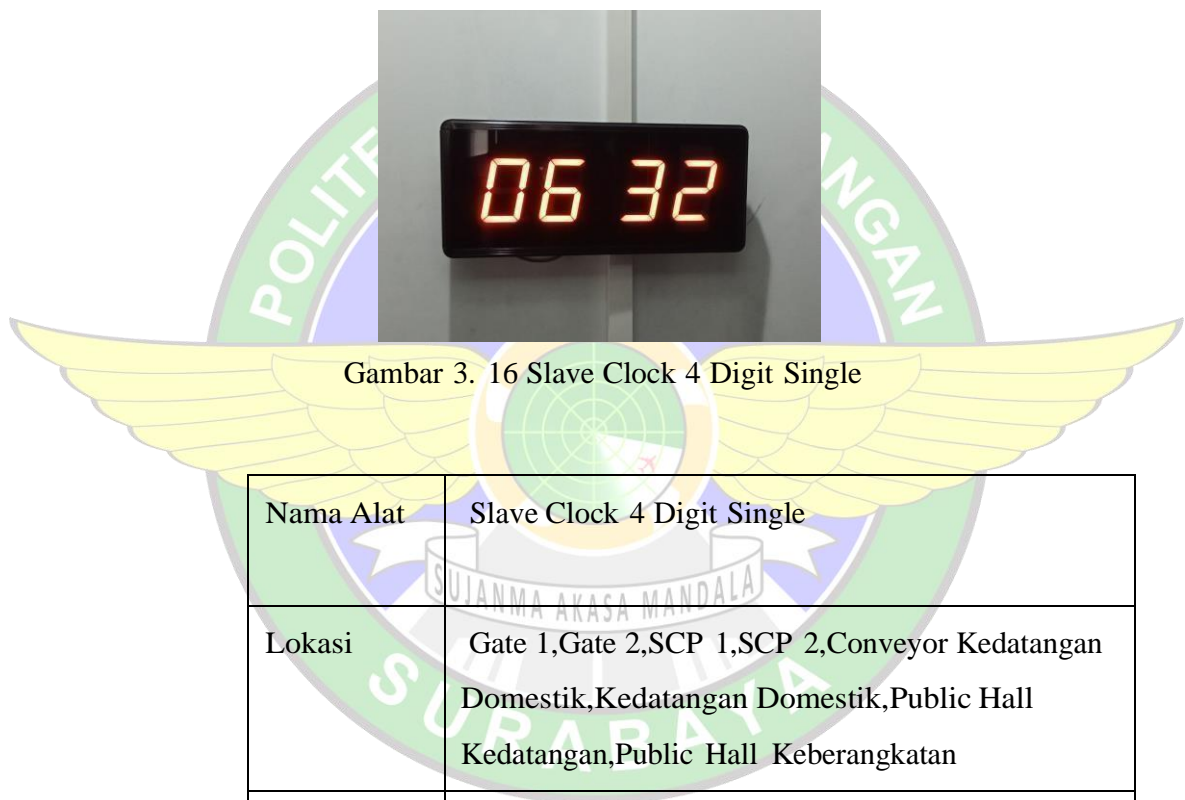 06 32
POLITE
NGAN
Gambar 3. 16 Slave Clock 4 Digit Single
Nama Alat Slave Clock 4 Digit Single
SUJANMA AKASA MANDALA
Lokasi Gate 1,Gate 2,SCP 1,SCP 2,Conveyor Kedatangan
Domestik,Kedatangan Domestik,Public Hall
Kedatangan,Public Hall Keberangkatan
SURABAYA